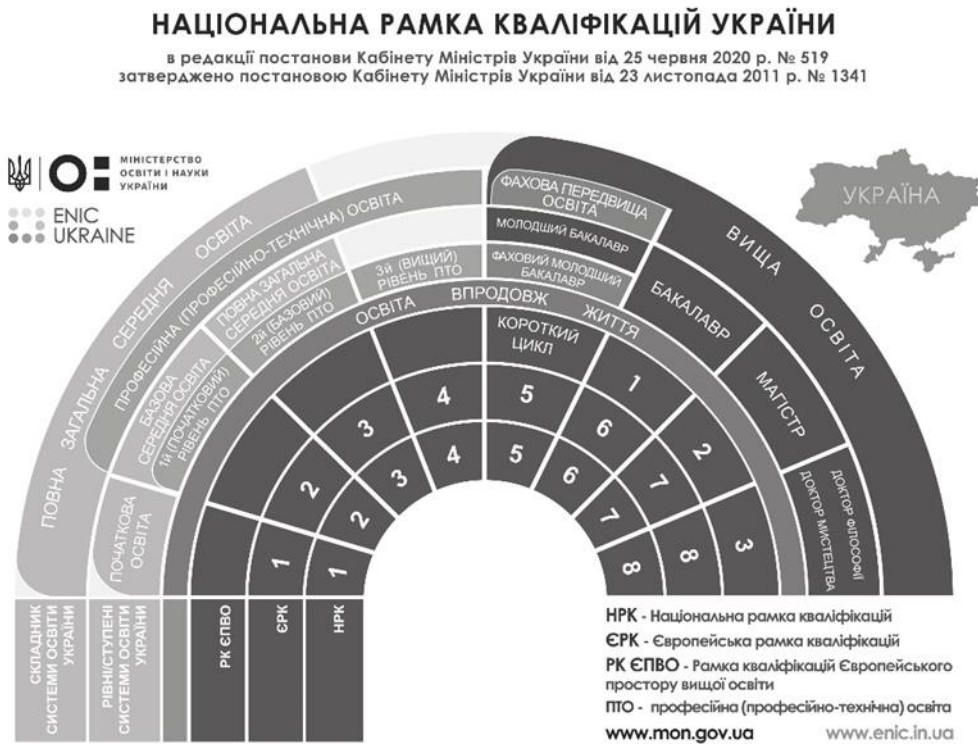 НАЦІОНАЛЬНА РАМКА КВАЛІФІКАЦІЙ УКРАЇНИ
в редакції постанови Кабінету Міністрів України від 25 червня 2020 р. № 519
затверджено постановою Кабінету Міністрів України від 23 листопада 2011 р. № 1341
МІНІСТЕРСТВО
ОСВІТИ І НАУКИ
УКРАЇНИ
ENIC
UKRAINE
УКРАЇНА
ПОВНА ЗАГАЛЬНА СЕРЕДНЯ ОСВІТА
ПРОФЕСІЙНА (ПРОФЕСІЙНО-ТЕХНІЧНА) ОСВІТА
ФАХОВА ПЕРЕДВИЩА
ОСВІТА
ВИЩА ОСВІТА
ПОЧАТКОВА
ОСВІТА
БАЗОВА
СЕРЕДНЯ ОСВІТА
1й (ПОЧАТКОВИЙ)
РІВЕНЬ ПТО
ПОВНА ЗАГАЛЬНА
СЕРЕДНЯ ОСВІТА
2й (БАЗОВИЙ)
РІВЕНЬ ПТО
3й (ВИЩИЙ)
РІВЕНЬ ПТО
МОЛОДШИЙ БАКАЛАВР
ФАХОВИЙ МОЛОДШИЙ
БАКАЛАВР
БАКАЛАВР
МАГІСТР
ДОКТОР ФІЛОСОФІЇ
ДОКТОР МИСТЕЦТВА
ОСВІТА ВПРОДОВЖ ЖИТТЯ
КОРОТКИЙ
ЦИКЛ
1
2
3
1
2
3
4
5
6
7
8
1
2
3
4
5
6
7
8
СКЛАДНИК
СИСТЕМИ ОСВІТИ
УКРАЇНИ
РІВНІ/СТУПЕНІ
СИСТЕМИ ОСВІТИ
УКРАЇНИ
РК ЄПВО
ЄРК
НРК
НРК - Національна рамка кваліфікацій
ЄРК - Європейська рамка кваліфікацій
РК ЄПВО - Рамка кваліфікацій Європейського
простору вищої освіти
ПТО - професійна (професійно-технічна) освіта
www.mon.gov.ua www.enic.in.ua